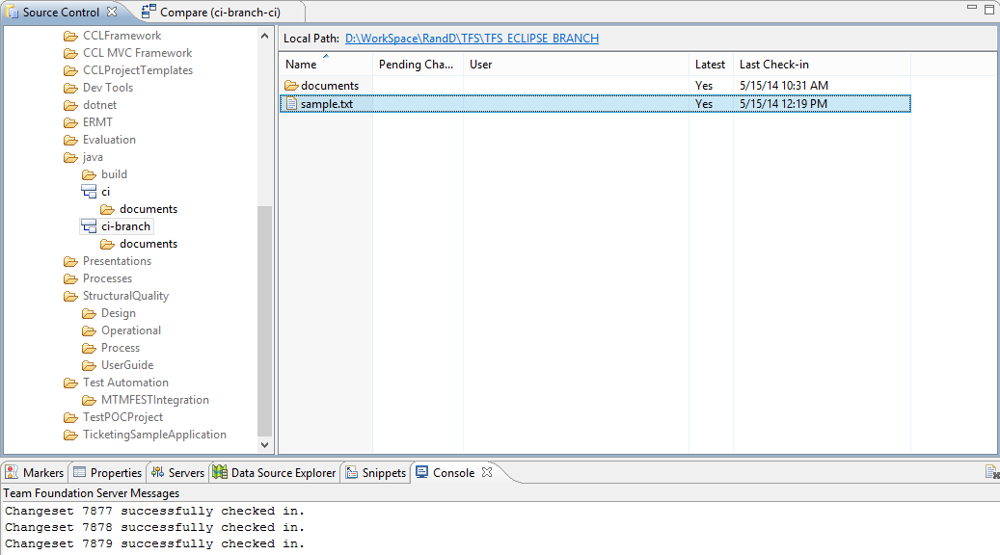 Source Control
Compare (ci-branch-ci)
CCLFramework
CCL MVC Framework
CCLProjectTemplates
Dev Tools
dotnet
ERMT
Evaluation
java
build
ci
documents
ci-branch
documents
Presentations
Processes
StructuralQuality
Design
Operational
Process
UserGuide
Test Automation
MTMFESTIntegration
TestPOCProject
TicketingSampleApplication
Local Path: D:\WorkSpace\RandD\TFS\TFS_ECLIPSE_BRANCH
Name Pending Cha... User Latest Last Check-in
documents Yes 5/15/14 10:31 AM
sample.txt Yes 5/15/14 12:19 PM
Markers Properties Servers Data Source Explorer Snippets Console
Team Foundation Server Messages
Changeset 7877 successfully checked in.
Changeset 7878 successfully checked in.
Changeset 7879 successfully checked in.